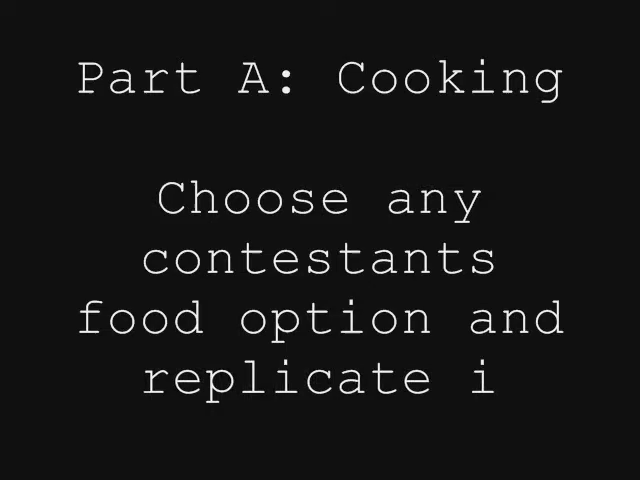 Part A: Cooking
Choose any
contestants
food option and
replicate i